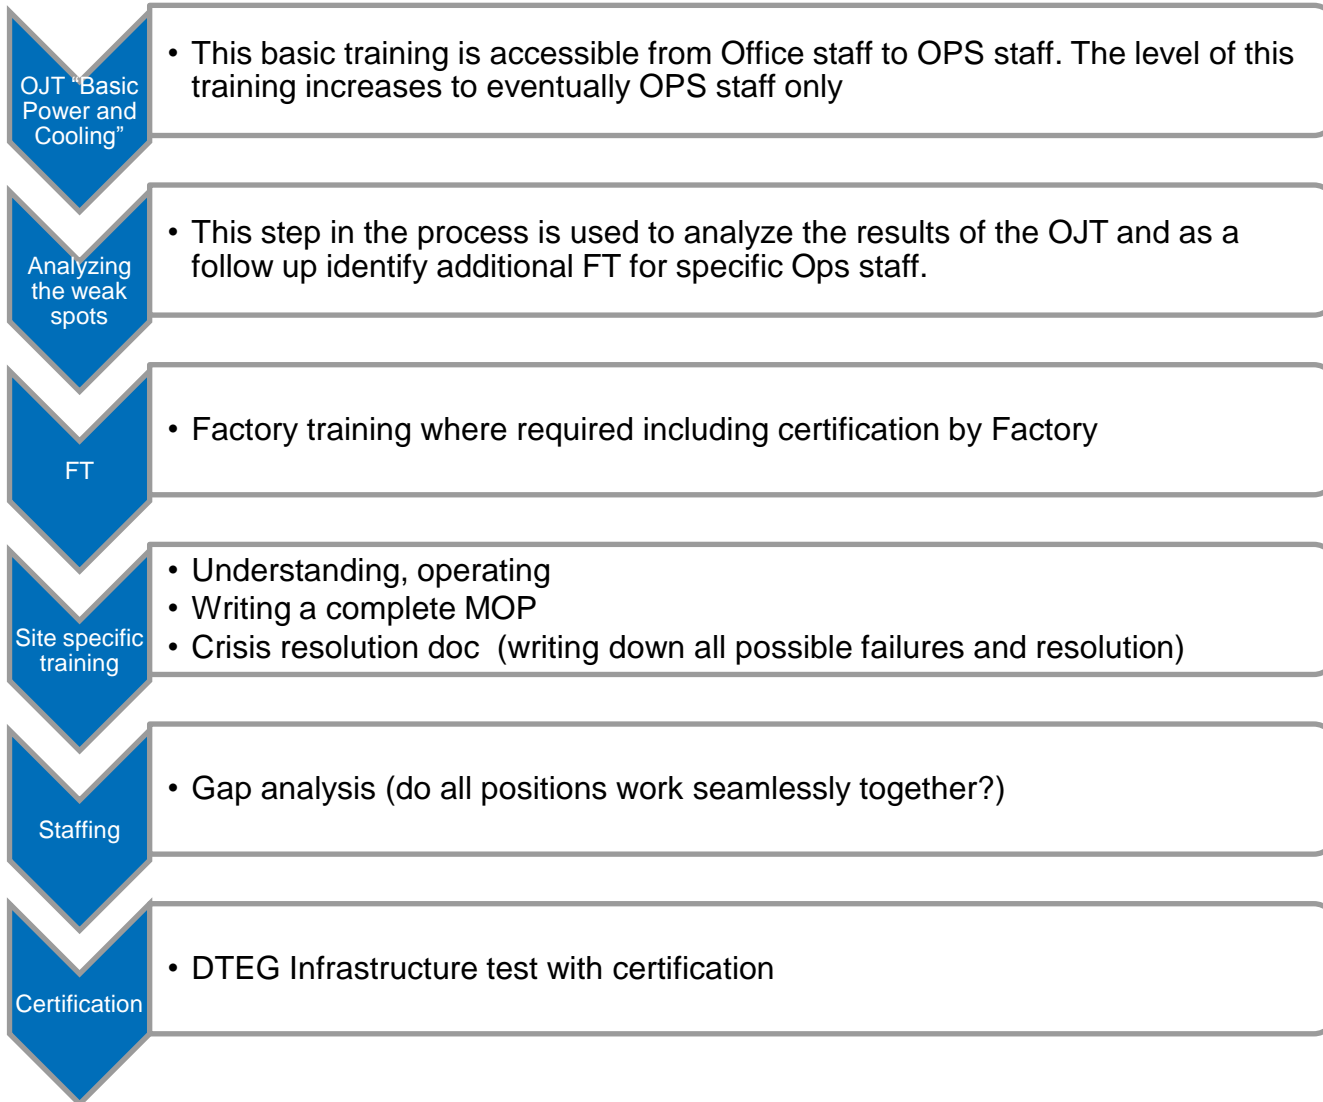 OJT “Basic
Power and
Cooling”
• This basic training is accessible from Office staff to OPS staff. The level of this
training increases to eventually OPS staff only
Analyzing
the weak
spots
• This step in the process is used to analyze the results of the OJT and as a
follow up identify additional FT for specific Ops staff.
FT
• Factory training where required including certification by Factory
Site specific
training
• Understanding, operating
• Writing a complete MOP
• Crisis resolution doc  (writing down all possible failures and resolution)
Staffing
• Gap analysis (do all positions work seamlessly together?)
Certification
• DTEG Infrastructure test with certification